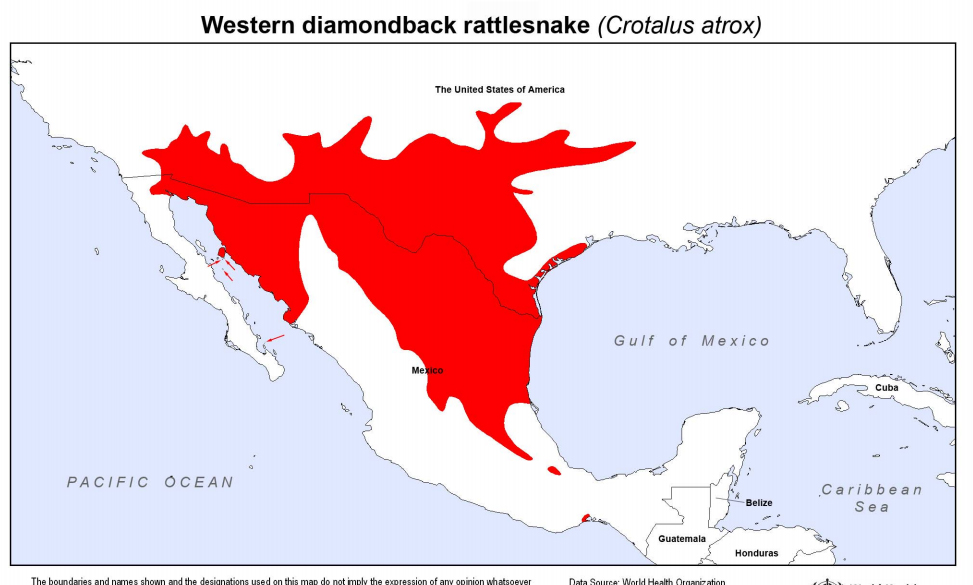 Western diamondback rattlesnake (Crotalus atrox)
The United States of America
Gulf of Mexico
Mexico
Cuba
PACIFIC OCEAN
Caribbean
Sea
Belize
Guatemala
Honduras
The boundaries and names shown and the designations used on this map do not imply the expression of any opinion whatsoever
Data Source: World Health Organization